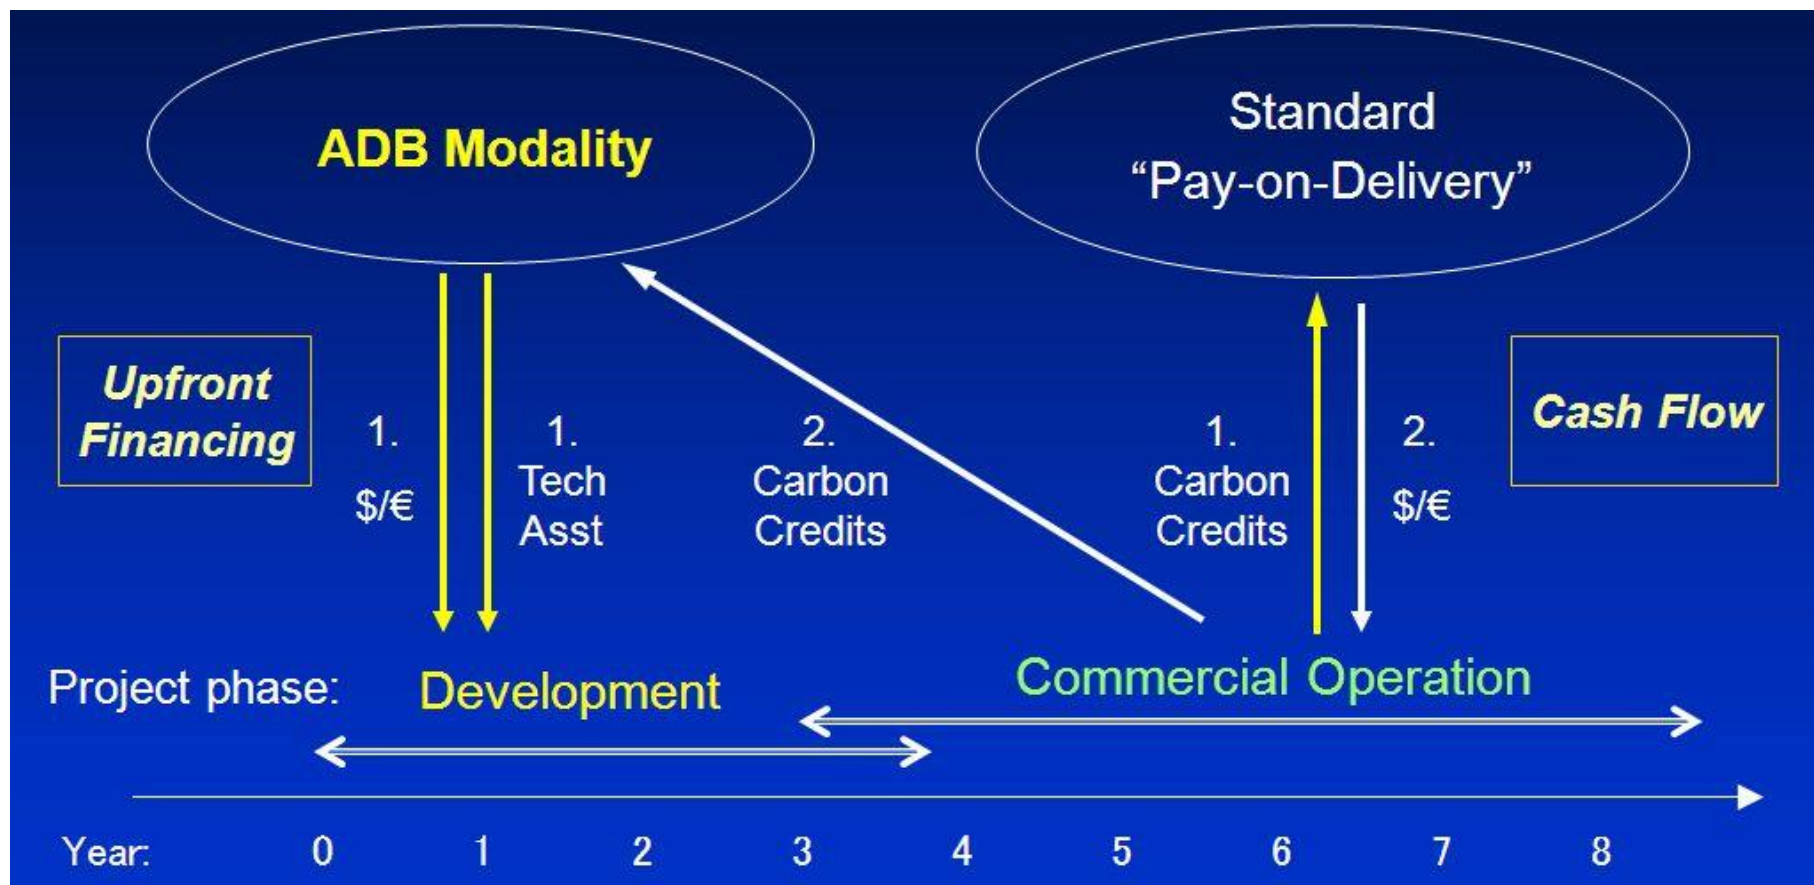 ADB Modality
Standard
“Pay-on-Delivery”
Upfront
Financing
1.
$/€
1.
Tech
Asst
2.
Carbon
Credits
1.
Carbon
Credits
2.
$/€
Cash Flow
Project phase:
Development
Commercial Operation
Year: 0 1 2 3 4 5 6 7 8